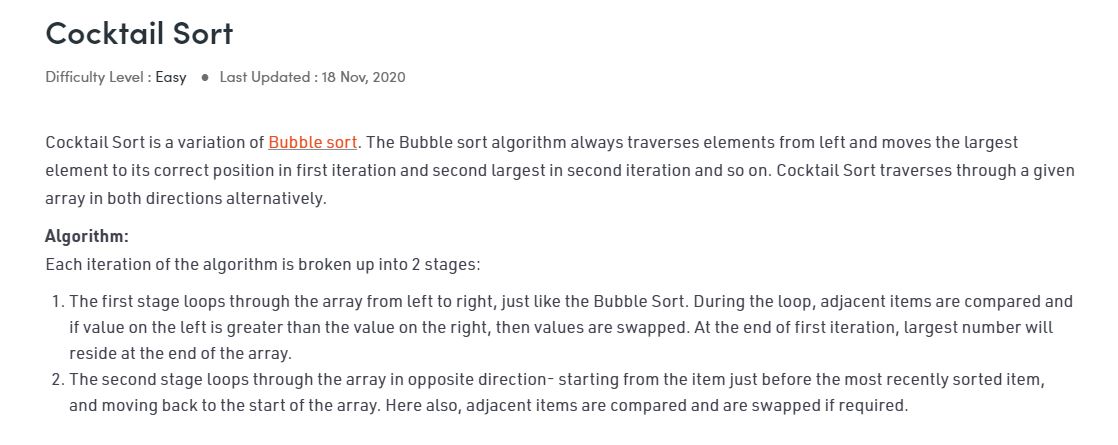 Cocktail Sort
Difficulty Level : Easy ● Last Updated : 18 Nov, 2020
Cocktail Sort is a variation of Bubble sort. The Bubble sort algorithm always traverses elements from left and moves the largest
element to its correct position in first iteration and second largest in second iteration and so on. Cocktail Sort traverses through a given
array in both directions alternatively.
Algorithm:
Each iteration of the algorithm is broken up into 2 stages:
1. The first stage loops through the array from left to right, just like the Bubble Sort. During the loop, adjacent items are compared and
if value on the left is greater than the value on the right, then values are swapped. At the end of first iteration, largest number will
reside at the end of the array.
2. The second stage loops through the array in opposite direction- starting from the item just before the most recently sorted item,
and moving back to the start of the array. Here also, adjacent items are compared and are swapped if required.